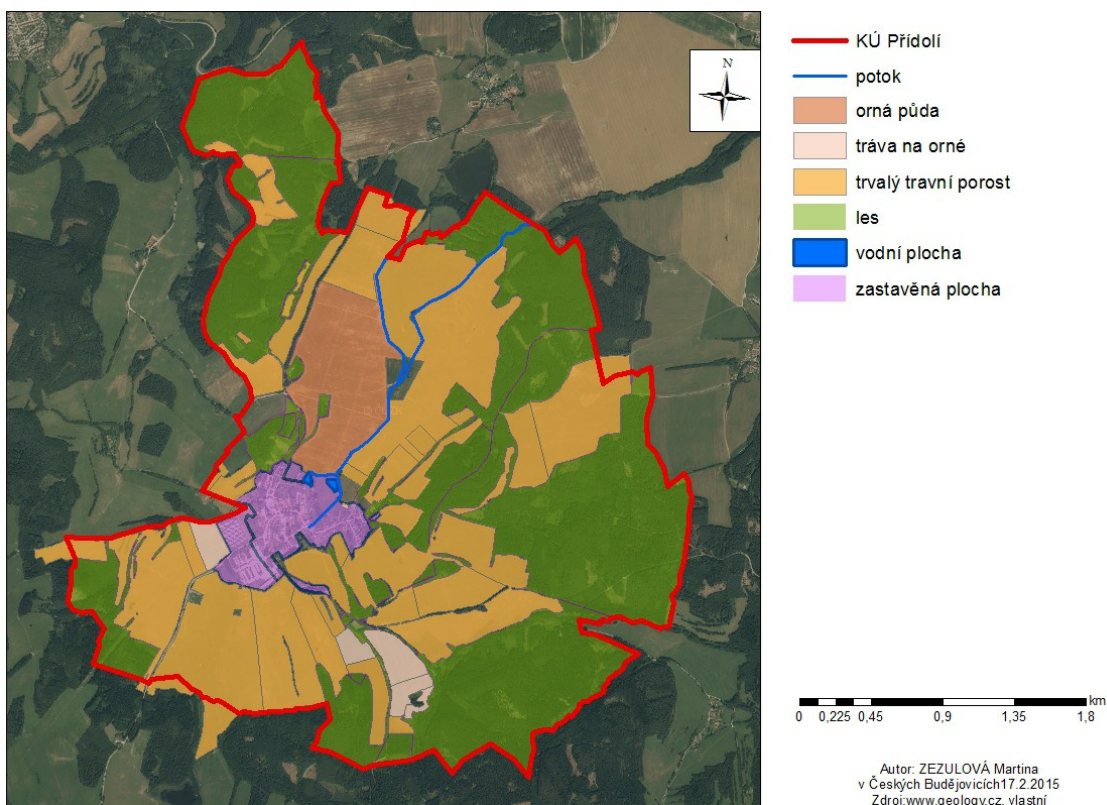 N
KÚ Přídolí
potok
orná půda
tráva na orné
trvalý travní porost
les
vodní plocha
zastavěná plocha
km
0 0,225 0,45 0,9 1,35 1,8
Autor: ZEZULOVÁ Martina
v Českých Budějovicích17.2.2015
Zdroj:www.geology.cz, vlastní